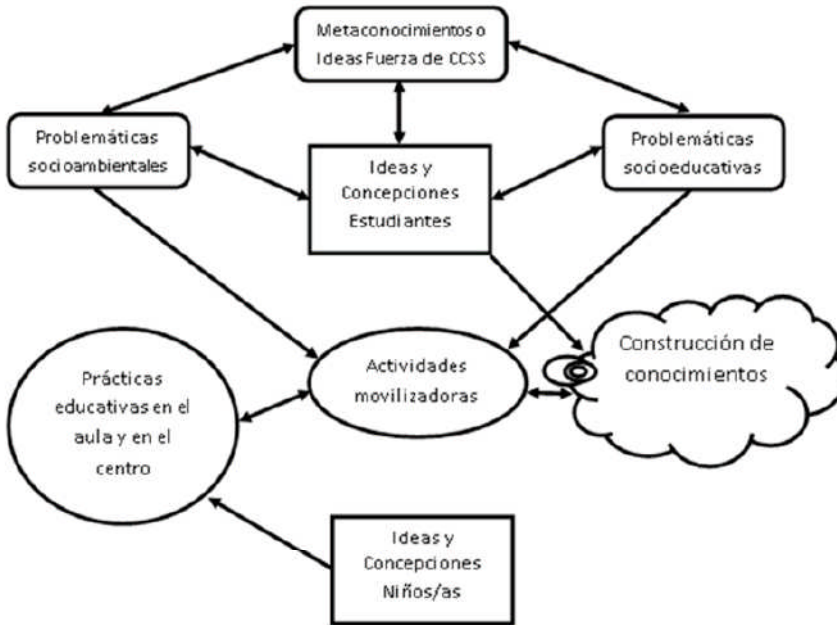 Metaconocimientos o
Ideas Fuerza de CCSS
Problemáticas
socioambientales
Ideas y
Concepciones
Estudiantes
Problemáticas
socioeducativas
Prácticas
educativas en el
aula y en el
centro
Actividades
movilizadoras
Construcción de
conocimientos
Ideas y
Concepciones
Niños/as